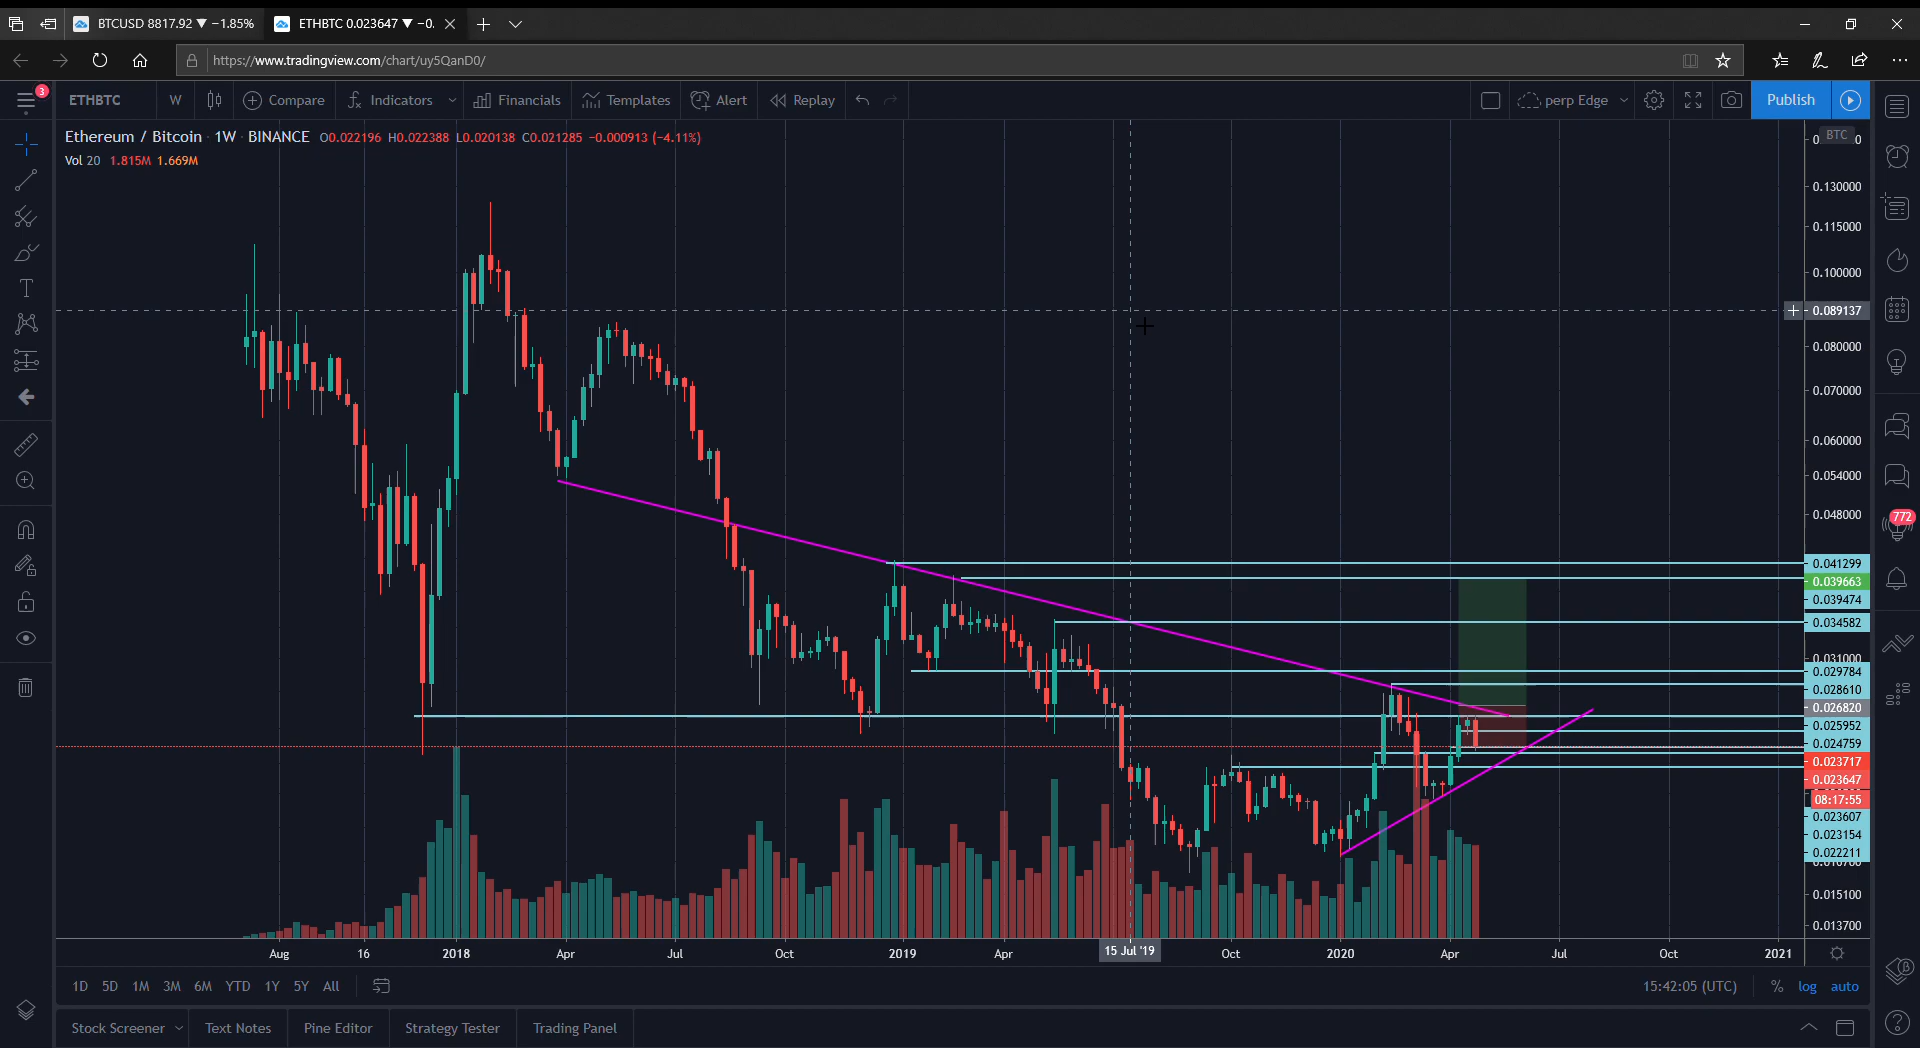 BTCUSD 8817.92 ▼ −1.85%
ETHBTC 0.023647 ▼ −0.
https://www.tradingview.com/chart/uy5QanD0/
3
ETHBTC
W
Compare
Indicators
Financials
Templates
Alert
Replay
perp Edge
Publish
Ethereum / Bitcoin · 1W · BINANCE O0.022196 H0.022388 L0.020138 C0.021285 −0.000913 (−4.11%)
Vol 20 1.815M 1.669M
BTC
0.130000
0.115000
0.100000
0.089137
0.080000
0.070000
0.060000
0.054000
0.048000
0.041299
0.039663
0.039474
0.034582
0.031000
0.029784
0.028610
0.026820
0.025952
0.024759
0.023717
0.023647
08:17:55
0.023607
0.023154
0.022211
0.015100
0.013700
772
Aug 16 2018 Apr Jul Oct 2019 Apr 15 Jul '19 Oct 2020 Apr Jul Oct 2021
1D 5D 1M 3M 6M YTD 1Y 5Y All
15:42:05 (UTC) % log auto
Stock Screener Text Notes Pine Editor Strategy Tester Trading Panel